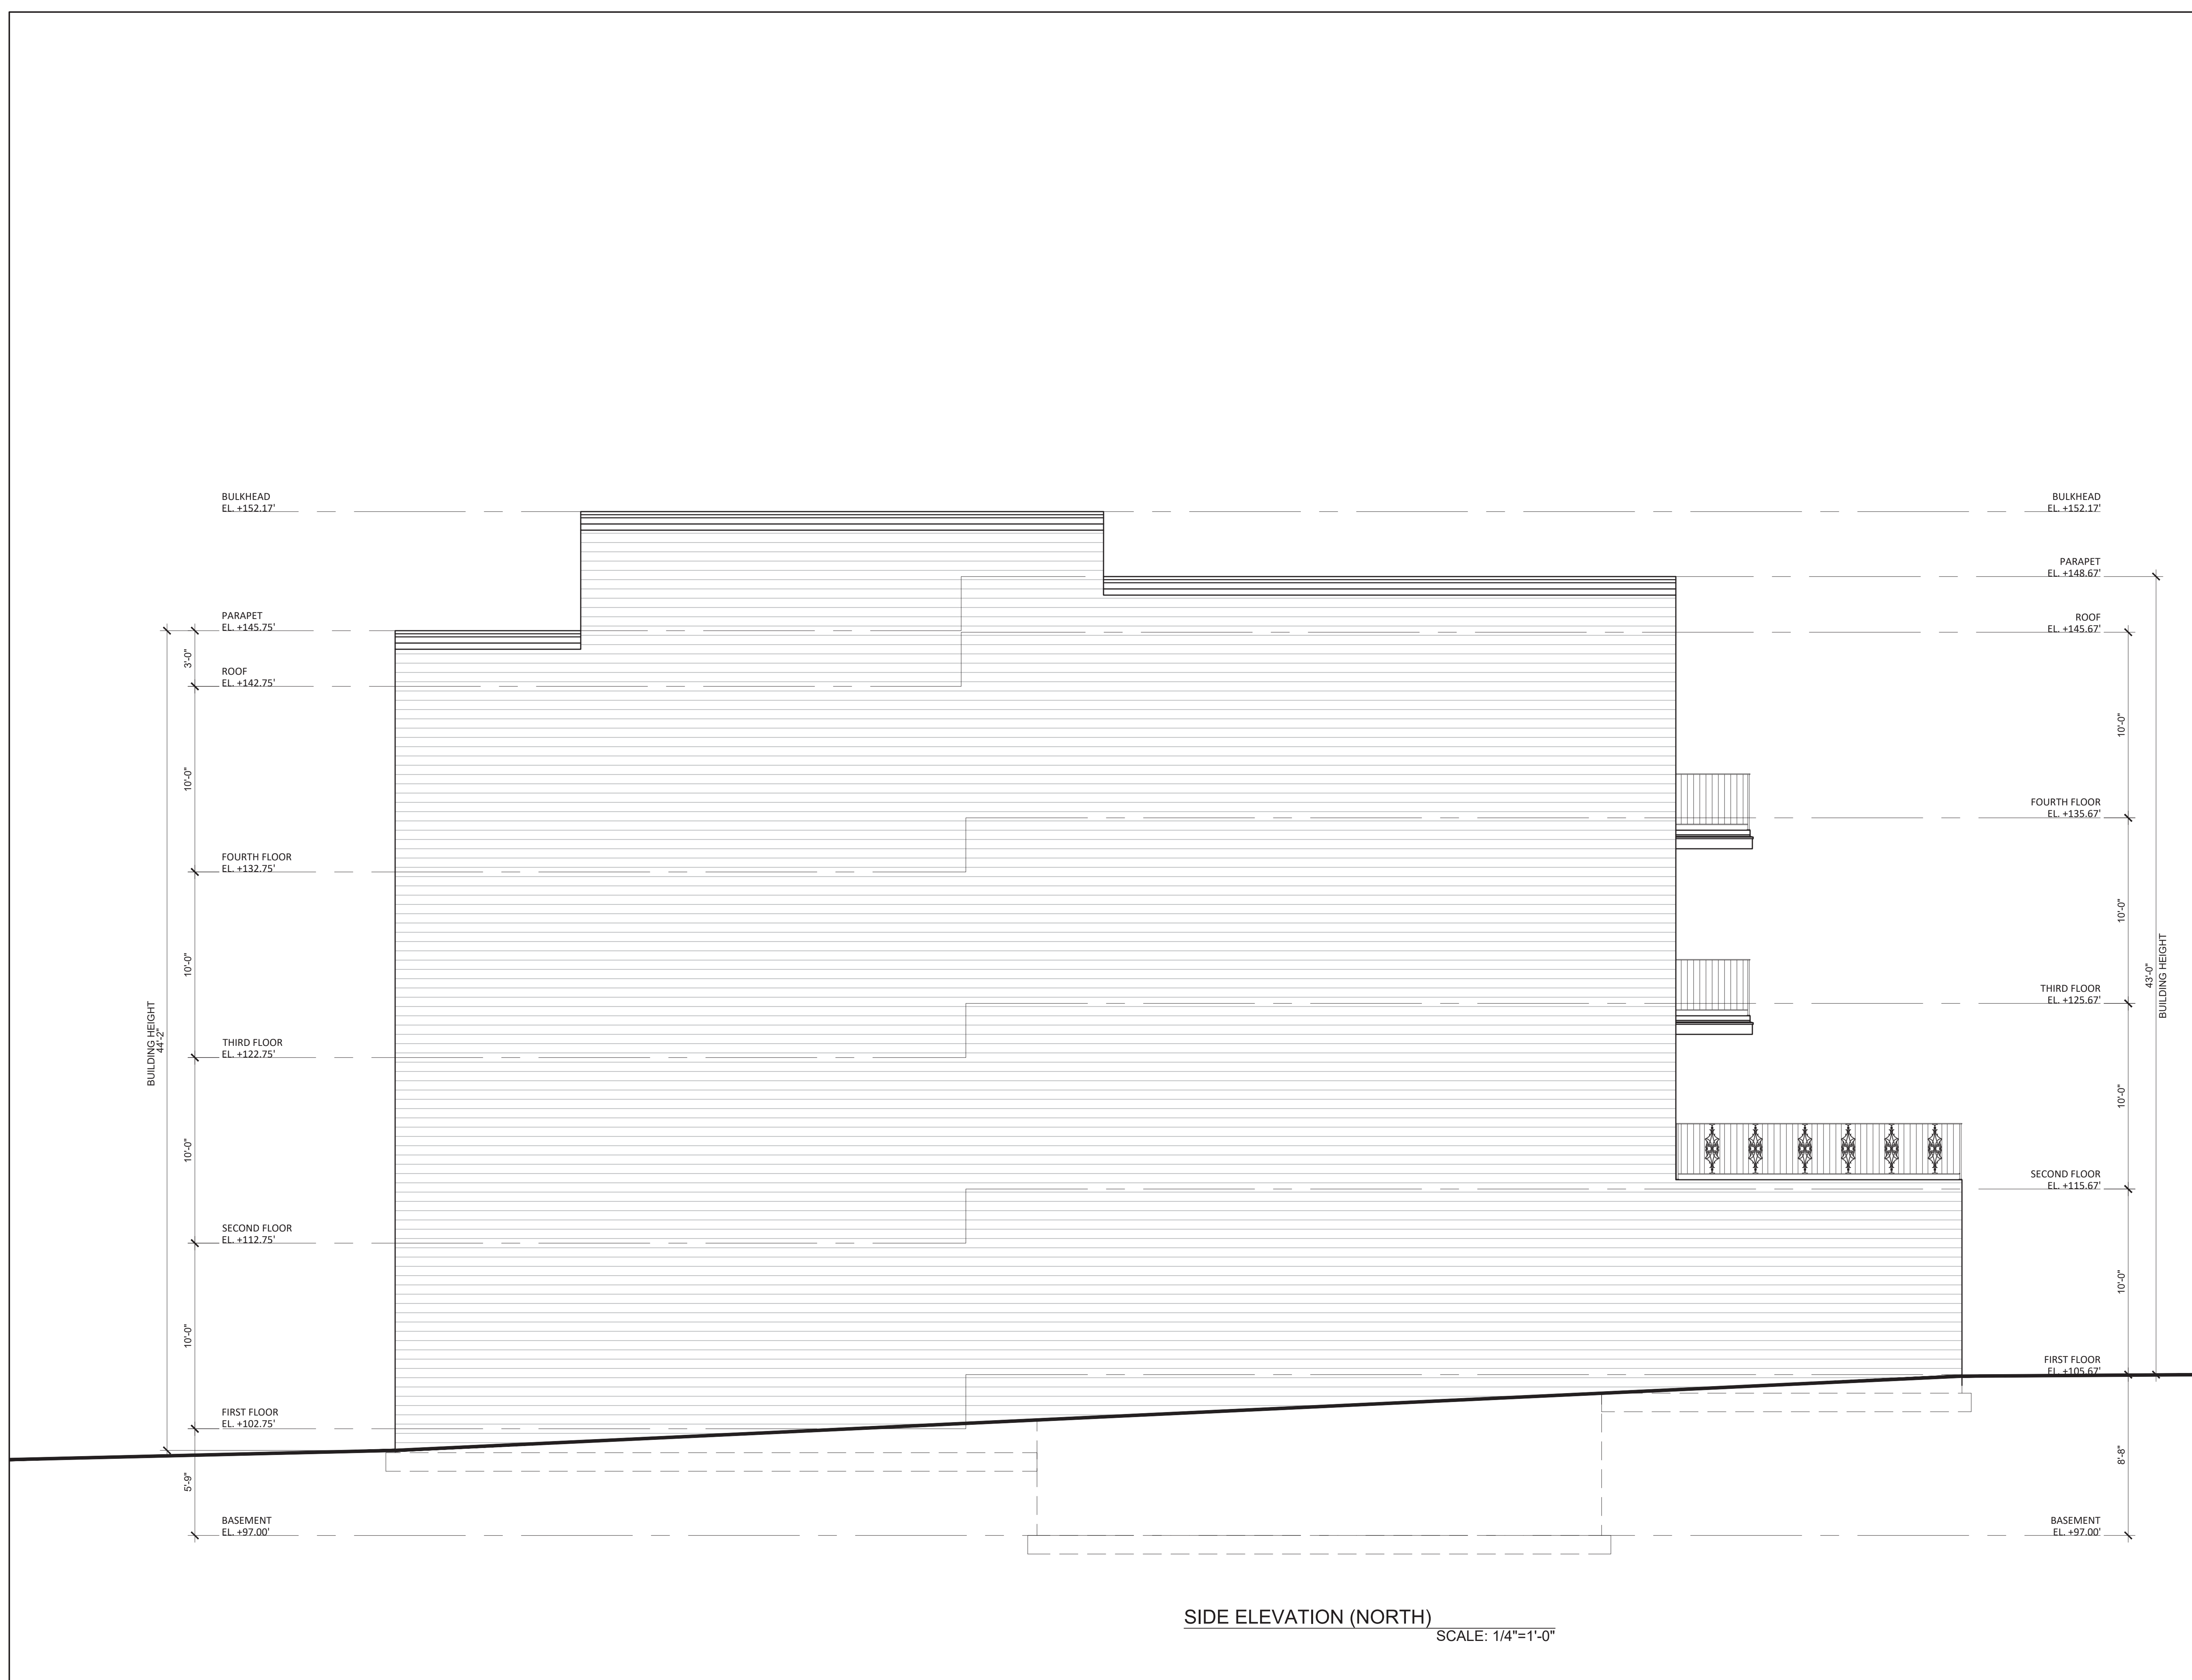 BULKHEAD
EL. +152.17'
PARAPET
EL. +145.75'
3'-0"
ROOF
EL. +142.75'
10'-0"
FOURTH FLOOR
EL. +132.75'
10'-0"
THIRD FLOOR
EL. +122.75'
10'-0"
SECOND FLOOR
EL. +112.75'
10'-0"
FIRST FLOOR
EL. +102.75'
5'-9"
BASEMENT
EL. +97.00'
BUILDING HEIGHT
44'-2"
BULKHEAD
EL. +152.17'
PARAPET
EL. +148.67'
ROOF
EL. +145.67'
10'-0"
FOURTH FLOOR
EL. +135.67'
10'-0"
THIRD FLOOR
EL. +125.67'
10'-0"
SECOND FLOOR
EL. +115.67'
10'-0"
FIRST FLOOR
EL. +105.67'
8'-8"
BASEMENT
EL. +97.00'
43'-0"
BUILDING HEIGHT
SIDE ELEVATION (NORTH)
SCALE: 1/4"=1'-0"